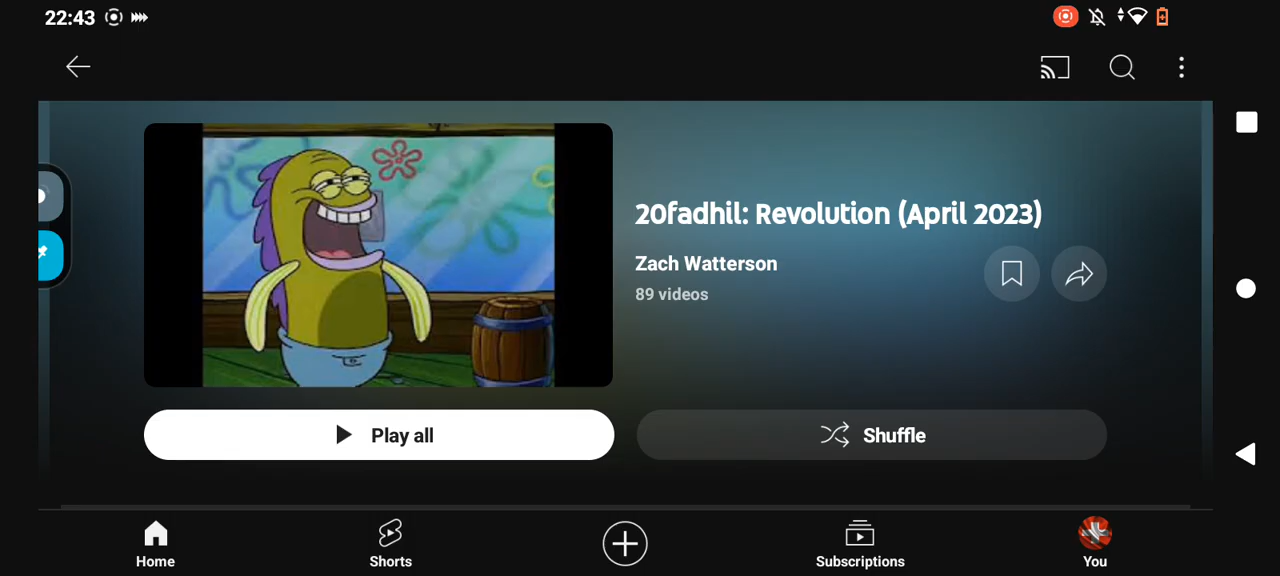 22:43
20fadhil: Revolution (April 2023)
Zach Watterson
89 videos
Play all
Shuffle
Home
Shorts
Subscriptions
You